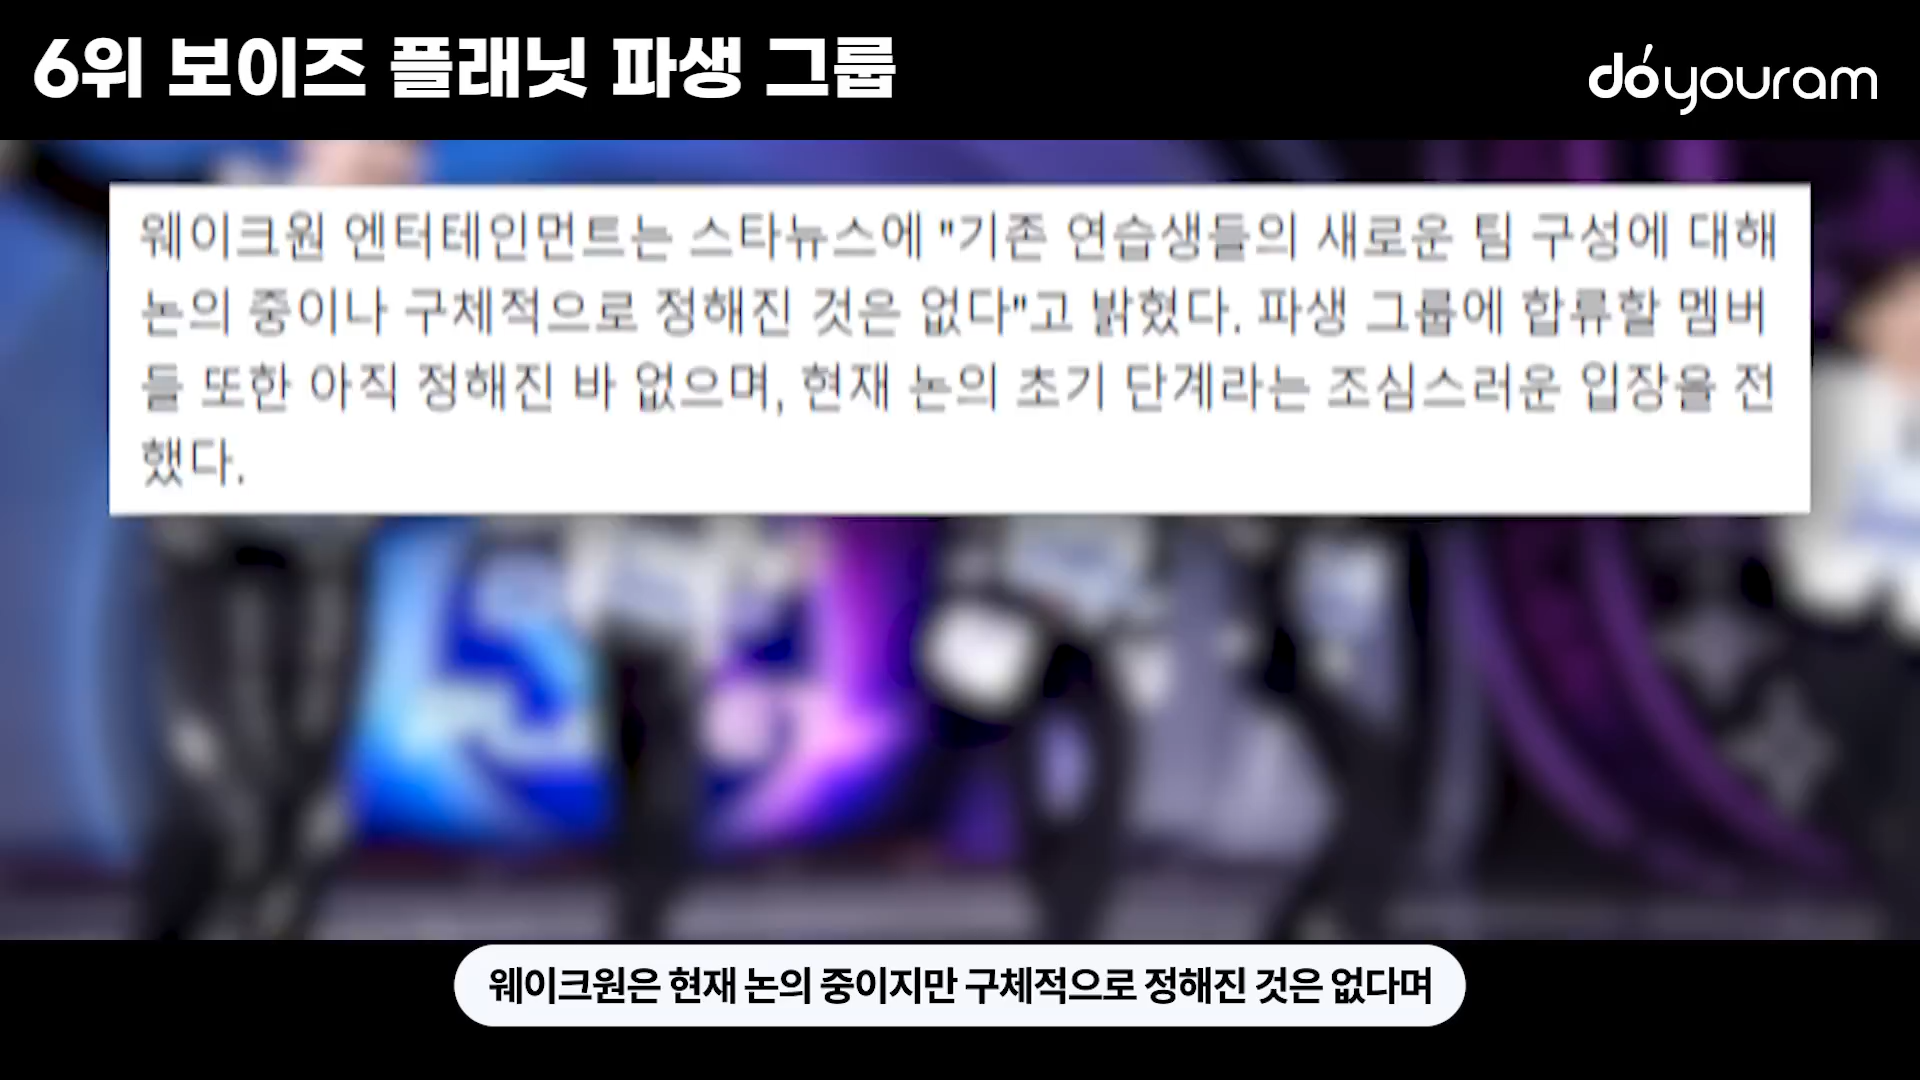 6위 보이즈 플래닛 파생 그룹
dóyouram
웨이크원 엔터테인먼트는 스타뉴스에 "기존 연습생들의 새로운 팀 구성에 대해
논의 중이나 구체적으로 정해진 것은 없다"고 밝혔다. 파생 그룹에 합류할 멤버
들 또한 아직 정해진 바 없으며, 현재 논의 초기 단계라는 조심스러운 입장을 전
했다.
웨이크원은 현재 논의 중이지만 구체적으로 정해진 것은 없다며